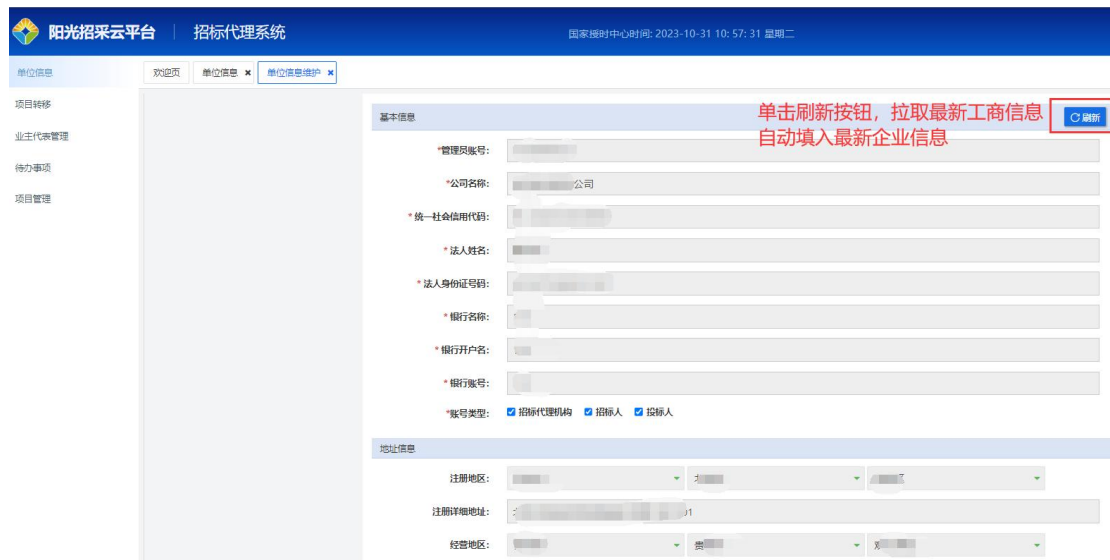 阳光招采云平台 招标代理系统 国家授时中心时间: 2023-10-31 10: 57: 31 星期二
单位信息 欢迎页 单位信息 × 单位信息维护 ×
项目转移
业主代表管理
待办事项
项目管理
基本信息 单击刷新按钮，拉取最新工商信息 刷新
自动填入最新企业信息
*管理员账号:
*公司名称: 公司
* 统一社会信用代码:
* 法人姓名:
* 法人身份证号码:
* 银行名称:
* 银行开户名:
* 银行账号:
*账号类型: 招标代理机构 招标人 投标人
地址信息
注册地区:
注册详细地址:
经营地区: 贵